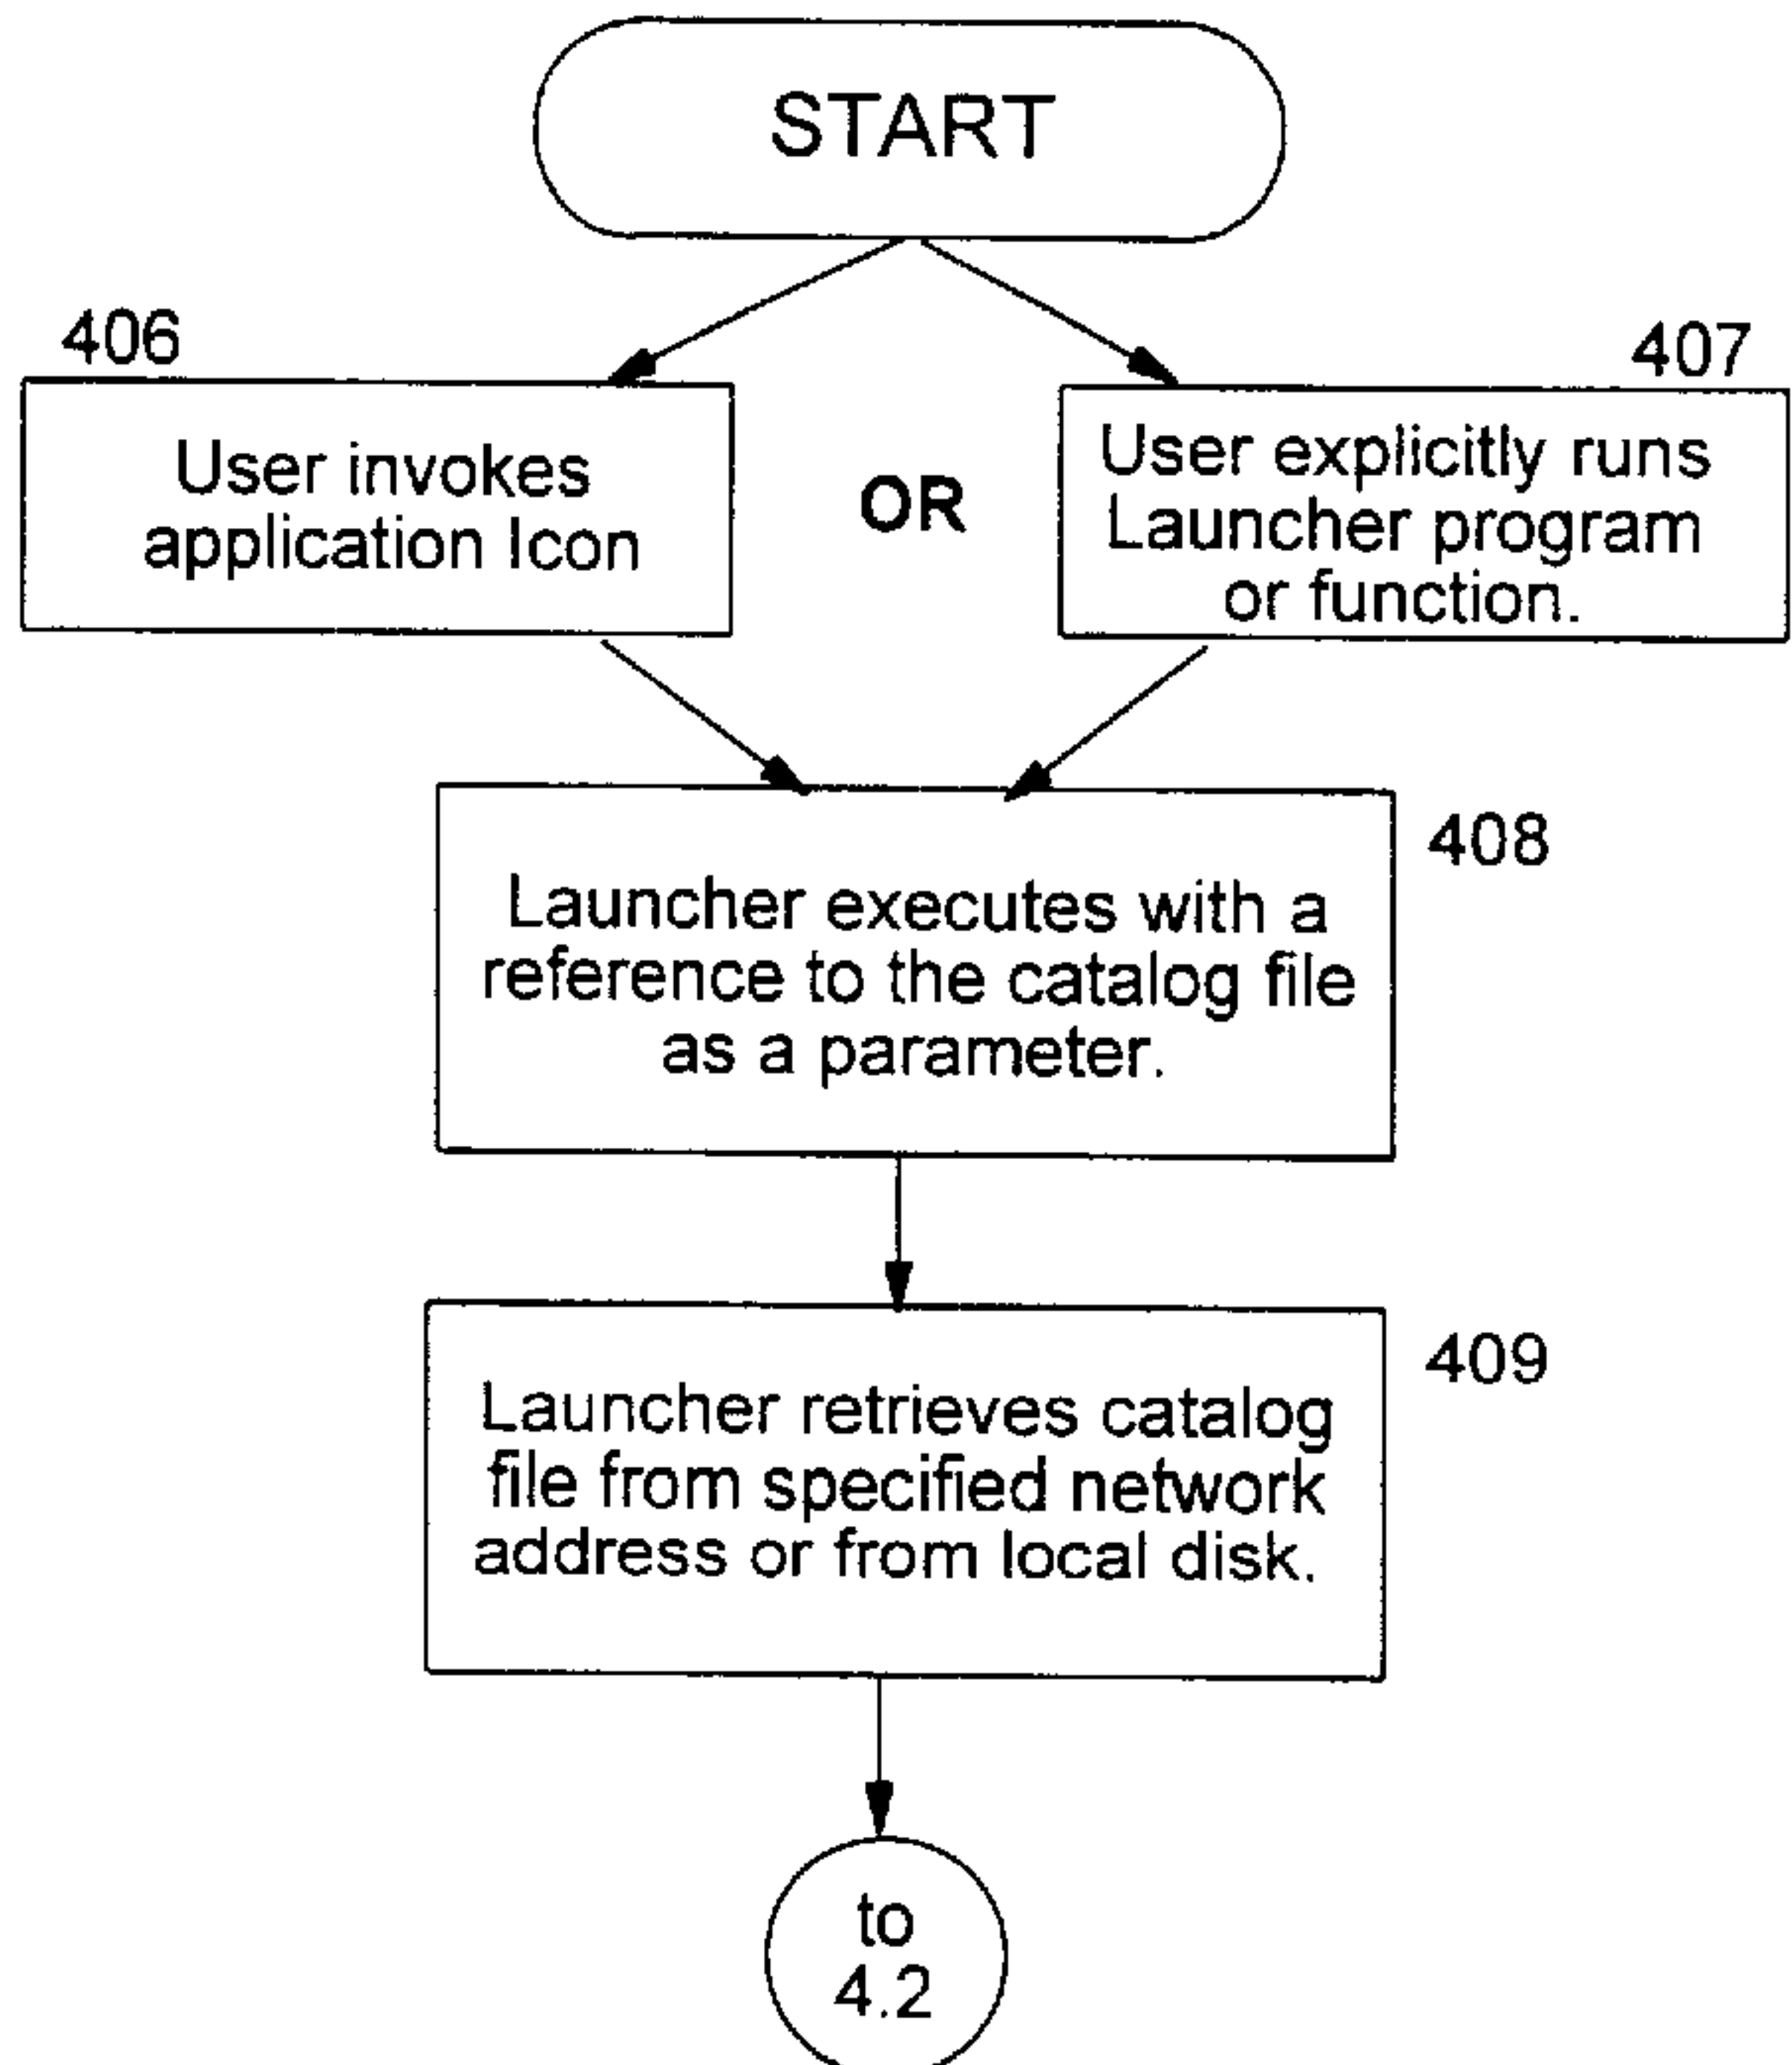 START
406
407
User invokes
application Icon
OR
User explicitly runs
Launcher program
or function.
408
Launcher executes with a
reference to the catalog file
as a parameter.
409
Launcher retrieves catalog
file from specified network
address or from local disk.
to
4.2